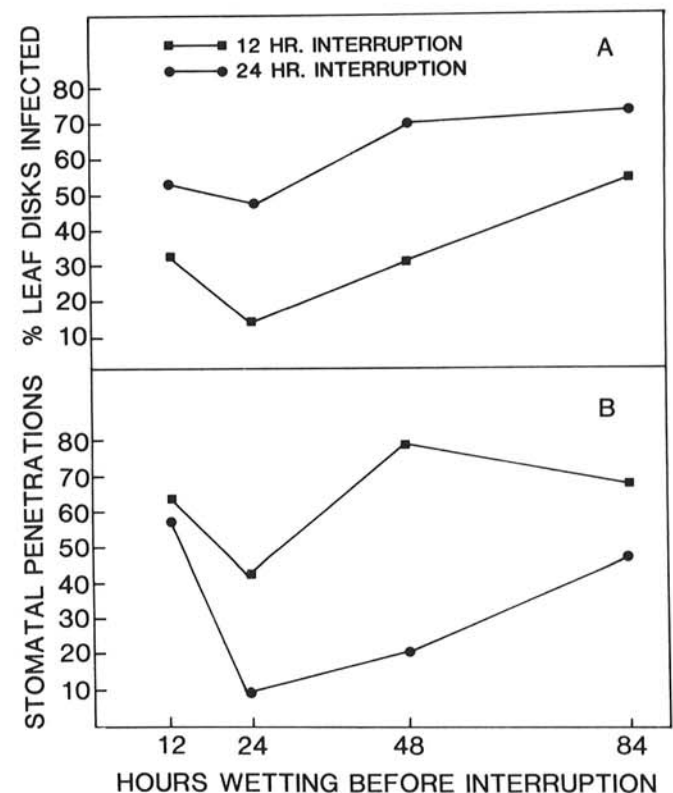 12 HR. INTERRUPTION
A
24 HR. INTERRUPTION
% LEAF DISKS INFECTED
80
70
60
50
40
30
20
10
B
STOMATAL PENETRATIONS
80
70
60
50
40
30
20
10
12 24 48 84
HOURS WETTING BEFORE INTERRUPTION